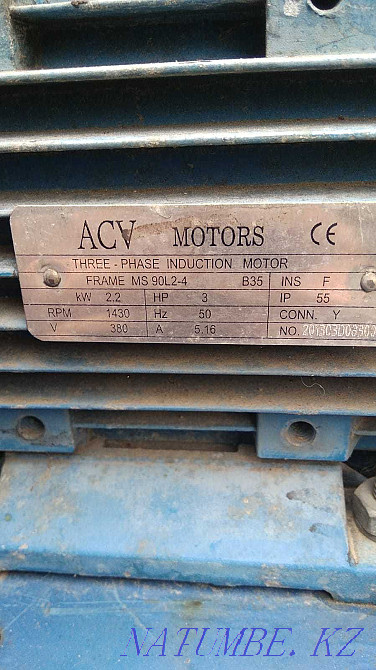 ACV MOTORS CE
THREE - PHASE INDUCTION MOTOR
FRAME MS 90L2-4 B35 INS F
kW 2.2 HP 3 IP 55
RPM 1430 Hz 50 CONN. Y
V 380 A 5.16 NO.
NATUMBE. KZ